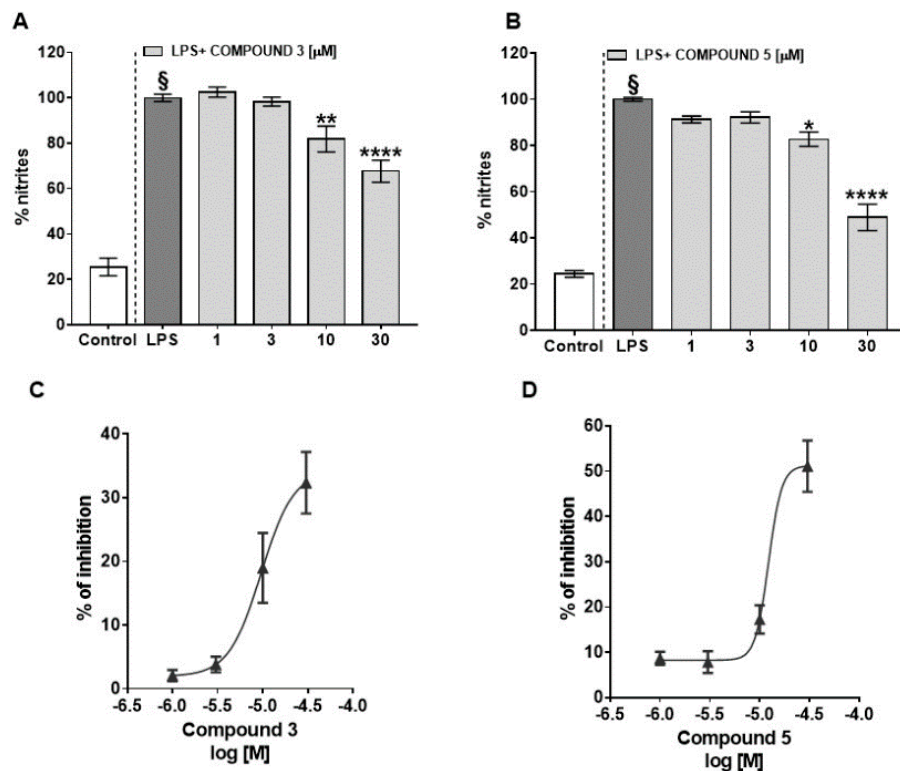 A
LPS+ COMPOUND 3 [µM]
% nitrites
120
100
80
60
40
20
0
§
**
****
Control LPS 1 3 10 30
B
LPS+ COMPOUND 5 [µM]
% nitrites
120
100
80
60
40
20
0
§
*
****
Control LPS 1 3 10 30
C
% of inhibition
40
30
20
10
0
-6.5 -6.0 -5.5 -5.0 -4.5 -4.0
Compound 3
log [M]
D
% of inhibition
60
50
40
30
20
10
0
-6.5 -6.0 -5.5 -5.0 -4.5 -4.0
Compound 5
log [M]